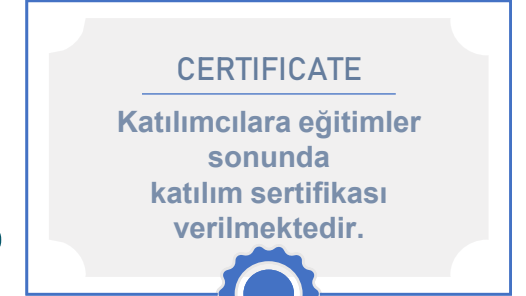 CERTIFICATE
Katılımcılara eğitimler
sonunda
katılım sertifikası
verilmektedir.